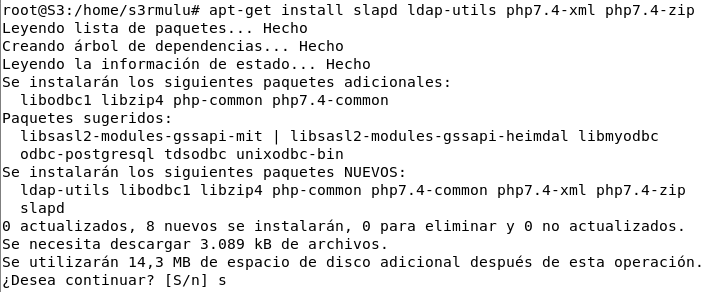 root@S3:/home/s3rmulu# apt-get install slapd ldap-utils php7.4-xml php7.4-zip
Leyendo lista de paquetes... Hecho
Creando árbol de dependencias... Hecho
Leyendo la información de estado... Hecho
Se instalarán los siguientes paquetes adicionales:
  libodbc1 libzip4 php-common php7.4-common
Paquetes sugeridos:
  libsasl2-modules-gssapi-mit | libsasl2-modules-gssapi-heimdal libmyodbc
  odbc-postgresql tdsodbc unixodbc-bin
Se instalarán los siguientes paquetes NUEVOS:
  ldap-utils libodbc1 libzip4 php-common php7.4-common php7.4-xml php7.4-zip
  slapd
0 actualizados, 8 nuevos se instalarán, 0 para eliminar y 0 no actualizados.
Se necesita descargar 3.089 kB de archivos.
Se utilizarán 14,3 MB de espacio de disco adicional después de esta operación.
¿Desea continuar? [S/n] s